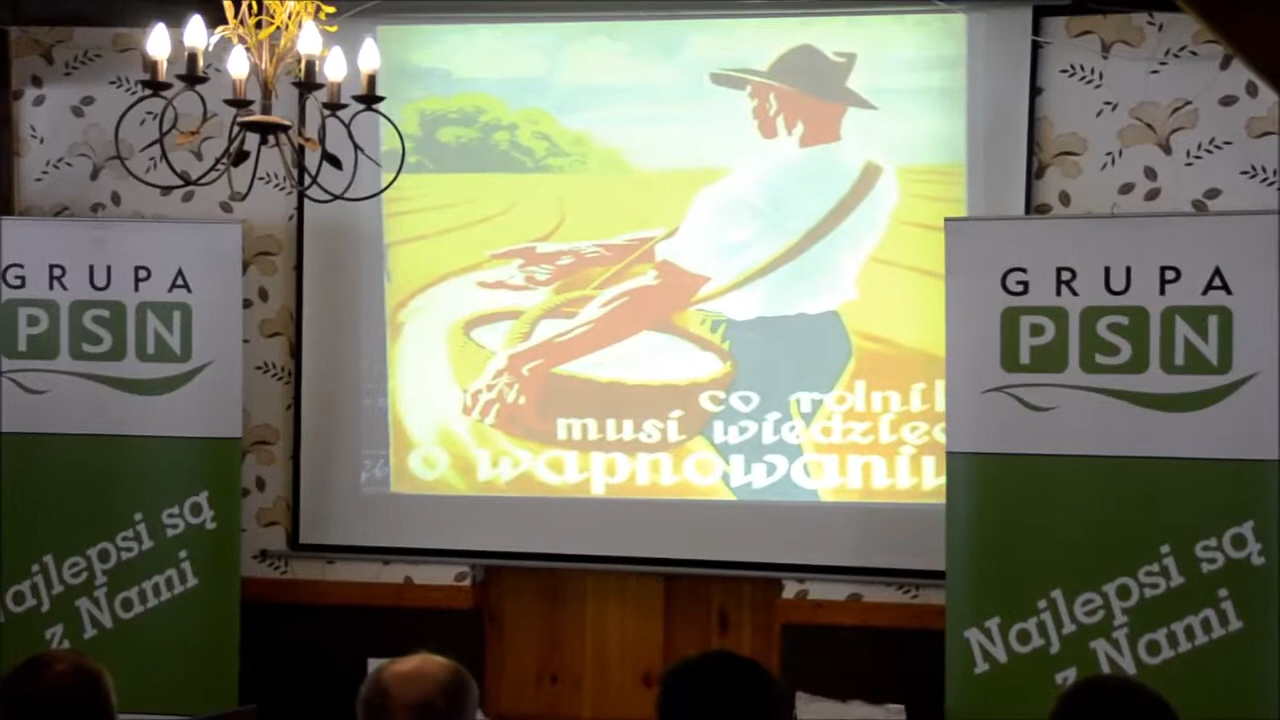 GRUPA
PSN
Najlepsi są
z Nami
co rolnik
musi wiedzieć
o wapnowaniu
GRUPA
PSN
Najlepsi są
z Nami